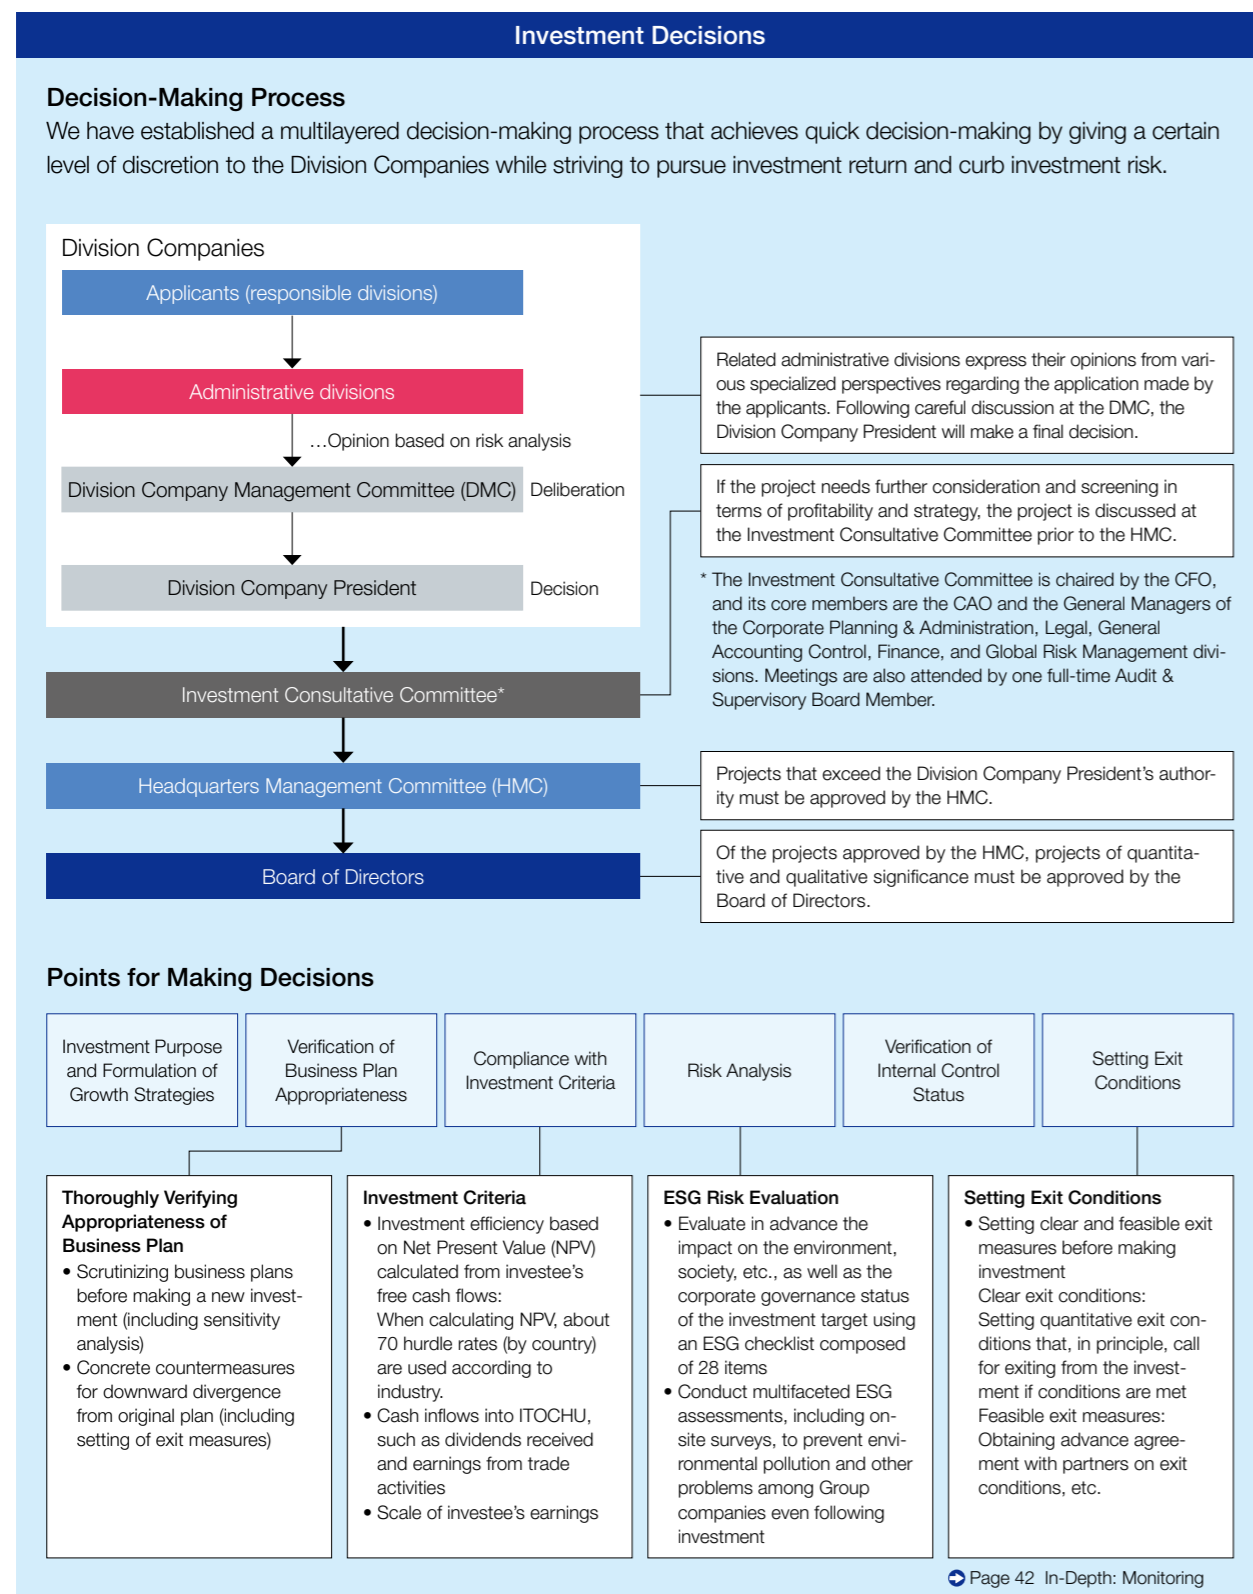 Investment Decisions
Decision-Making Process
We have established a multilayered decision-making process that achieves quick decision-making by giving a certain
level of discretion to the Division Companies while striving to pursue investment return and curb investment risk.
Division Companies
Applicants (responsible divisions)
Administrative divisions
…Opinion based on risk analysis
Division Company Management Committee (DMC)
Deliberation
Division Company President
Decision
Investment Consultative Committee*
Headquarters Management Committee (HMC)
Board of Directors
Related administrative divisions express their opinions from vari-
ous specialized perspectives regarding the application made by
the applicants. Following careful discussion at the DMC, the
Division Company President will make a final decision.
If the project needs further consideration and screening in
terms of profitability and strategy, the project is discussed at
the Investment Consultative Committee prior to the HMC.
* The Investment Consultative Committee is chaired by the CFO,
and its core members are the CAO and the General Managers of
the Corporate Planning & Administration, Legal, General
Accounting Control, Finance, and Global Risk Management divi-
sions. Meetings are also attended by one full-time Audit &
Supervisory Board Member.
Projects that exceed the Division Company President's author-
ity must be approved by the HMC.
Of the projects approved by the HMC, projects of quantita-
tive and qualitative significance must be approved by the
Board of Directors.
Points for Making Decisions
Investment Purpose
and Formulation of
Growth Strategies
Verification of
Business Plan
Appropriateness
Compliance with
Investment Criteria
Risk Analysis
Verification of
Internal Control
Status
Setting Exit
Conditions
Thoroughly Verifying
Appropriateness of
Business Plan
• Scrutinizing business plans
before making a new invest-
ment (including sensitivity
analysis)
• Concrete countermeasures
for downward divergence
from original plan (including
setting of exit measures)
Investment Criteria
• Investment efficiency based
on Net Present Value (NPV)
calculated from investee's
free cash flows:
When calculating NPV, about
70 hurdle rates (by country)
are used according to
industry.
• Cash inflows into ITOCHU,
such as dividends received
and earnings from trade
activities
• Scale of investee's earnings
ESG Risk Evaluation
• Evaluate in advance the
impact on the environment,
society, etc., as well as the
corporate governance status
of the investment target using
an ESG checklist composed
of 28 items
• Conduct multifaceted ESG
assessments, including on-
site surveys, to prevent envi-
ronmental pollution and other
problems among Group
companies even following
investment
Setting Exit Conditions
• Setting clear and feasible exit
measures before making
investment
Clear exit conditions:
Setting quantitative exit con-
ditions that, in principle, call
for exiting from the invest-
ment if conditions are met
Feasible exit measures:
Obtaining advance agree-
ment with partners on exit
conditions, etc.
Page 42 In-Depth: Monitoring